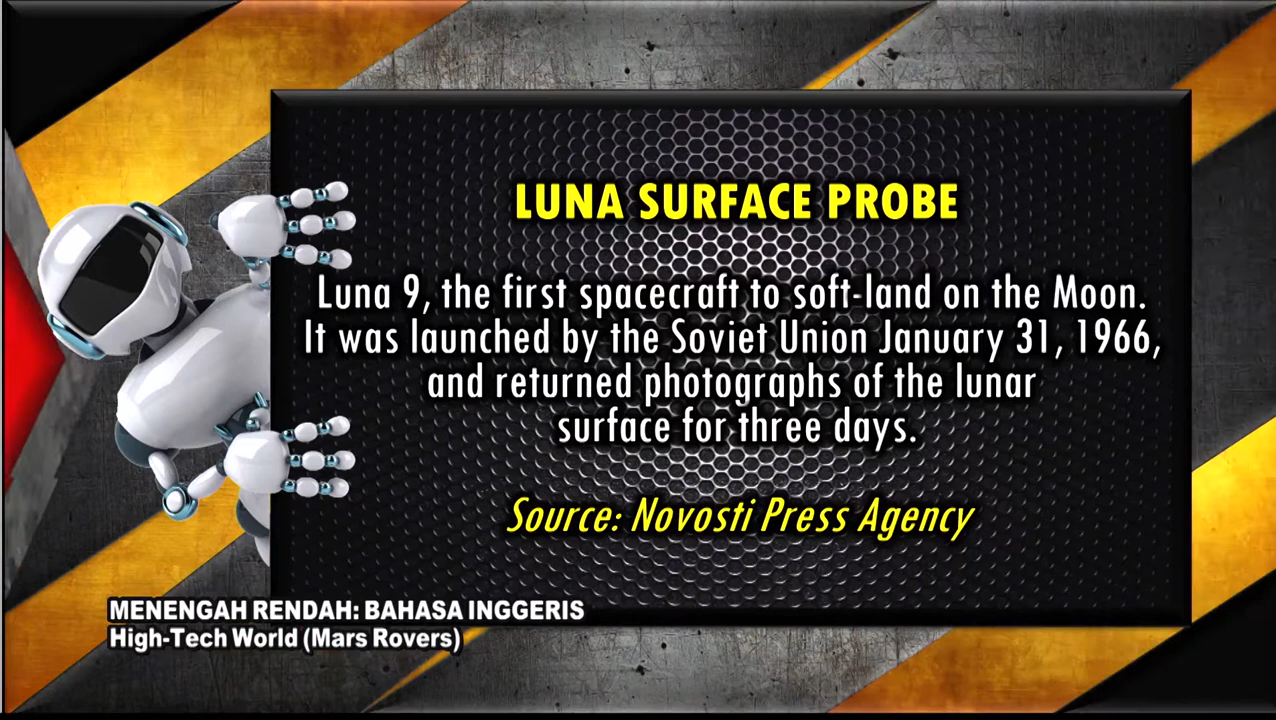 LUNA SURFACE PROBE
Luna 9, the first spacecraft to soft-land on the Moon.
It was launched by the Soviet Union January 31, 1966,
and returned photographs of the lunar
surface for three days.
Source: Novosti Press Agency
MENENGAH RENDAH: BAHASA INGGERIS
High-Tech World (Mars Rovers)